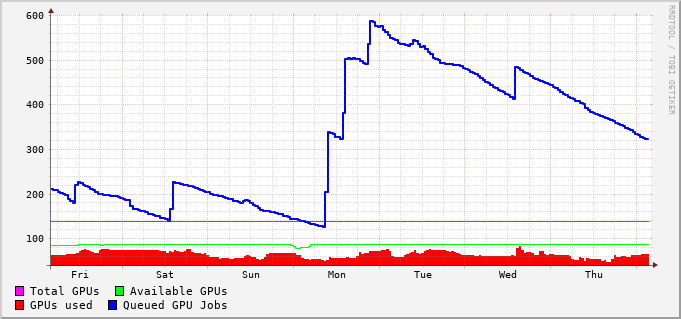 600
500
400
300
200
100
Fri Sat Sun Mon Tue Wed Thu
Total GPUs Available GPUs
GPUs used Queued GPU Jobs
RRDTOOL / TOBI OETIKER